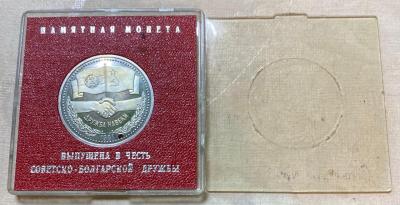 ПАМЯТНАЯ МОНЕТА
ДРУЖБА НАВЕКИ
ВЫПУЩЕНА В ЧЕСТЬ
СОВЕТСКО-БОЛГАРСКОЙ ДРУЖБЫ